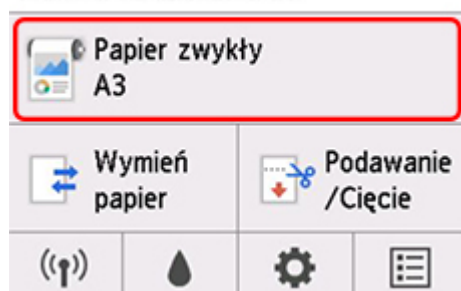 Papier zwykły
A3
Wymień
papier
Podawanie
/Cięcie